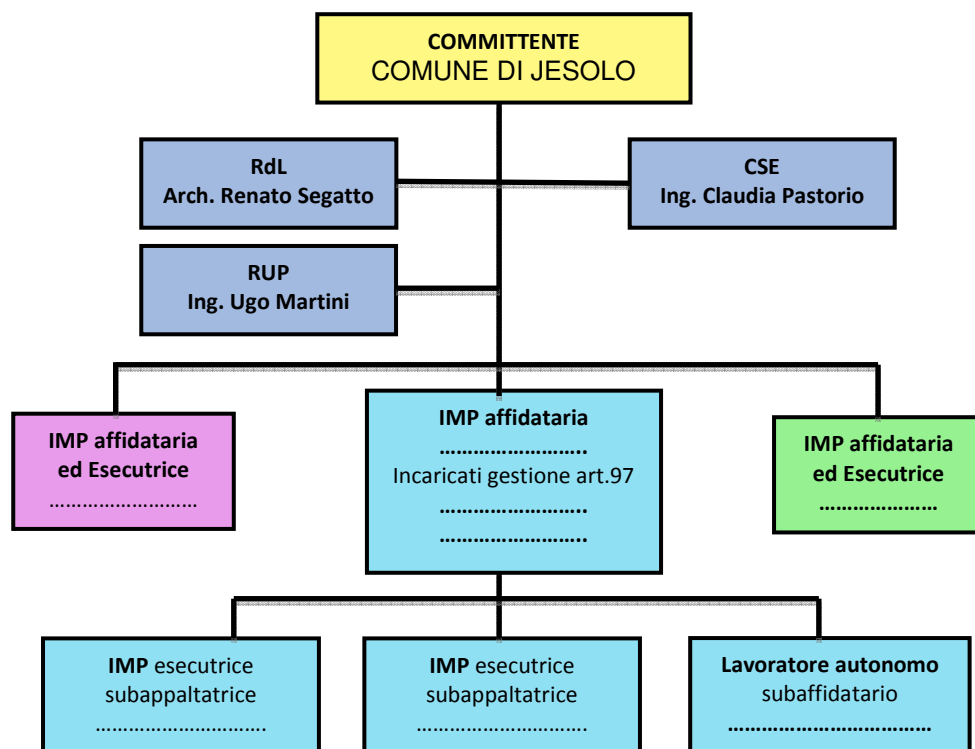 COMMITTENTE
COMUNE DI JESOLO
RdL
Arch. Renato Segatto
CSE
Ing. Claudia Pastorio
RUP
Ing. Ugo Martini
IMP affidataria
ed Esecutrice
………………………
IMP affidataria
……………………..
Incaricati gestione art.97
……………………..
……………………..
IMP affidataria
ed Esecutrice
…………………
IMP esecutrice
subappaltatrice
……………………….
IMP esecutrice
subappaltatrice
……………………….
Lavoratore autonomo
subaffidatario
………………………………